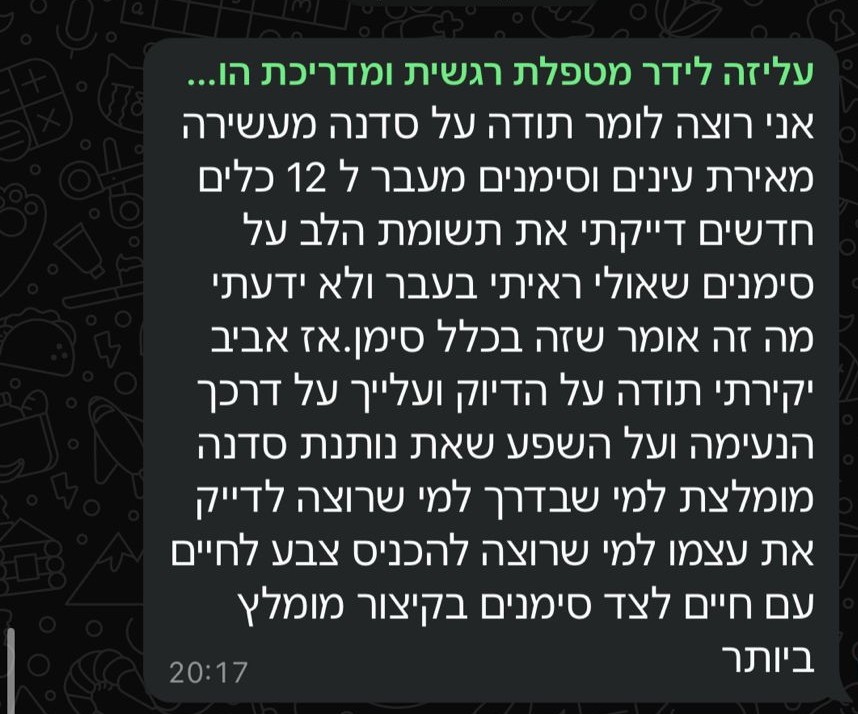 עליזה לידר מטפלת רגשית ומדריכת הו...
אני רוצה לומר תודה על סדנה מעשירה
מאירת עינים וסימנים מעבר ל 12 כלים
חדשים דייקתי את תשומת הלב על
סימנים שאולי ראיתי בעבר ולא ידעתי
מה זה אומר שזה בכלל סימן.אז אביב
יקירתי תודה על הדיוק ועלייך על דרכך
הנעימה ועל השפע שאת נותנת סדנה
מומלצת למי שבדרך למי שרוצה לדייק
את עצמו למי שרוצה להכניס צבע לחיים
עם חיים לצד סימנים בקיצור מומלץ
ביותר
20:17